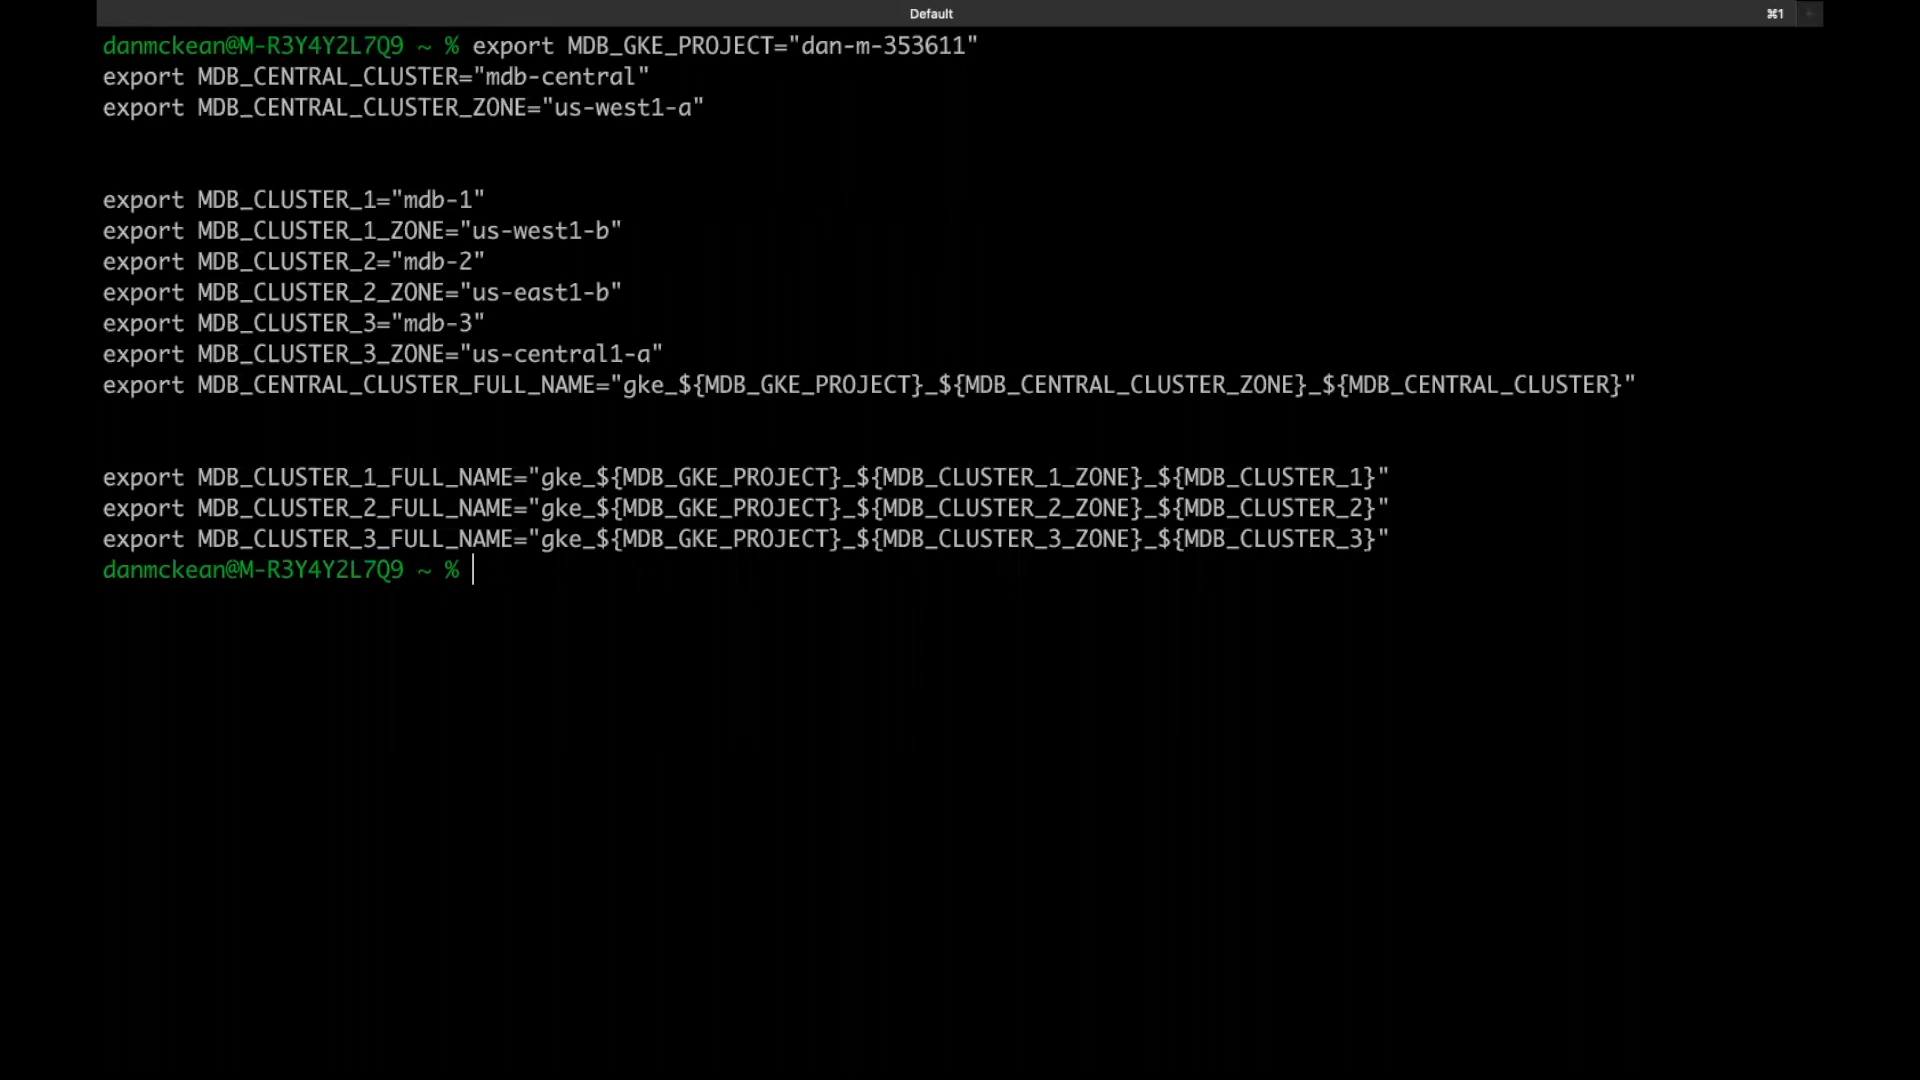 Default
⌘1
danmckean@M-R3Y4Y2L7Q9 ~ % export MDB_GKE_PROJECT="dan-m-353611"
export MDB_CENTRAL_CLUSTER="mdb-central"
export MDB_CENTRAL_CLUSTER_ZONE="us-west1-a"
export MDB_CLUSTER_1="mdb-1"
export MDB_CLUSTER_1_ZONE="us-west1-b"
export MDB_CLUSTER_2="mdb-2"
export MDB_CLUSTER_2_ZONE="us-east1-b"
export MDB_CLUSTER_3="mdb-3"
export MDB_CLUSTER_3_ZONE="us-central1-a"
export MDB_CENTRAL_CLUSTER_FULL_NAME="gke_${MDB_GKE_PROJECT}_${MDB_CENTRAL_CLUSTER_ZONE}_${MDB_CENTRAL_CLUSTER}"
export MDB_CLUSTER_1_FULL_NAME="gke_${MDB_GKE_PROJECT}_${MDB_CLUSTER_1_ZONE}_${MDB_CLUSTER_1}"
export MDB_CLUSTER_2_FULL_NAME="gke_${MDB_GKE_PROJECT}_${MDB_CLUSTER_2_ZONE}_${MDB_CLUSTER_2}"
export MDB_CLUSTER_3_FULL_NAME="gke_${MDB_GKE_PROJECT}_${MDB_CLUSTER_3_ZONE}_${MDB_CLUSTER_3}"
danmckean@M-R3Y4Y2L7Q9 ~ %